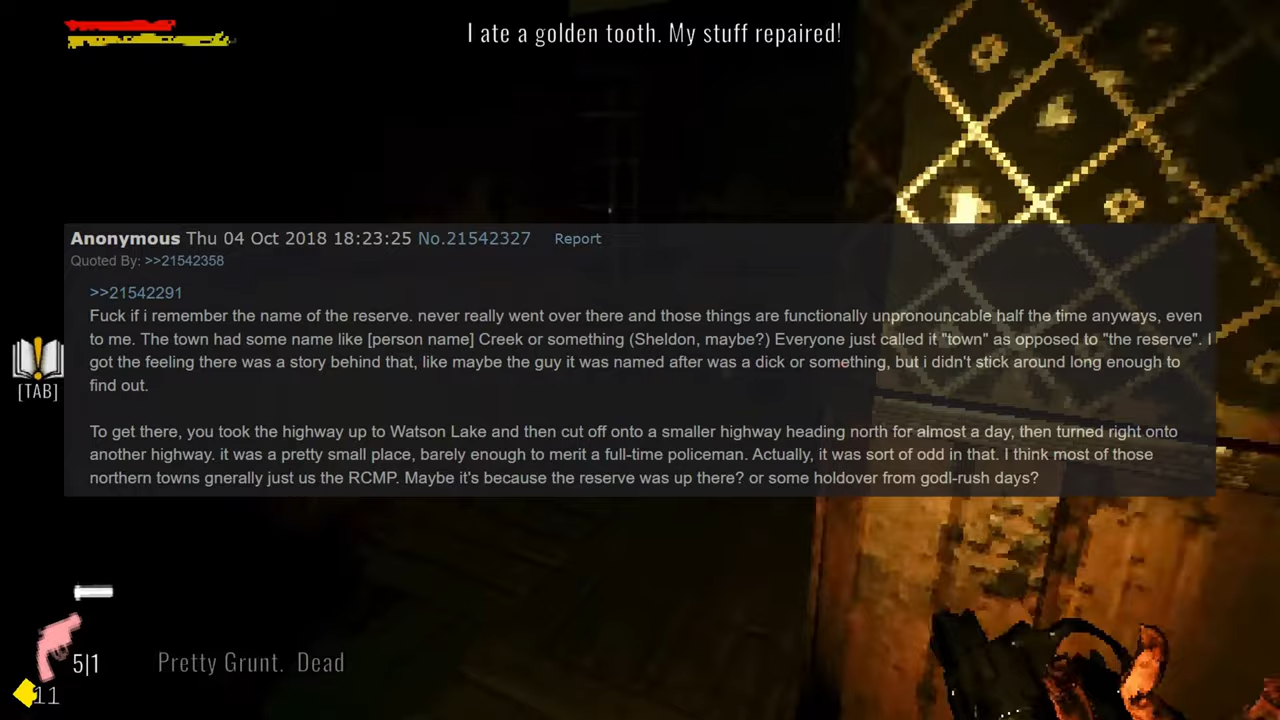 I ate a golden tooth. My stuff repaired!
Anonymous Thu 04 Oct 2018 18:23:25 No.21542327 Report
Quoted By: >>21542358
>>21542291
Fuck if i remember the name of the reserve. never really went over there and those things are functionally unpronouncable half the time anyways, even
to me. The town had some name like [person name] Creek or something (Sheldon, maybe?) Everyone just called it "town" as opposed to "the reserve". I
got the feeling there was a story behind that, like maybe the guy it was named after was a dick or something, but i didn't stick around long enough to
find out.
To get there, you took the highway up to Watson Lake and then cut off onto a smaller highway heading north for almost a day, then turned right onto
another highway. it was a pretty small place, barely enough to merit a full-time policeman. Actually, it was sort of odd in that. I think most of those
northern towns gnerally just us the RCMP. Maybe it's because the reserve was up there? or some holdover from godl-rush days?
[TAB]
5|1
Pretty Grunt. Dead
11